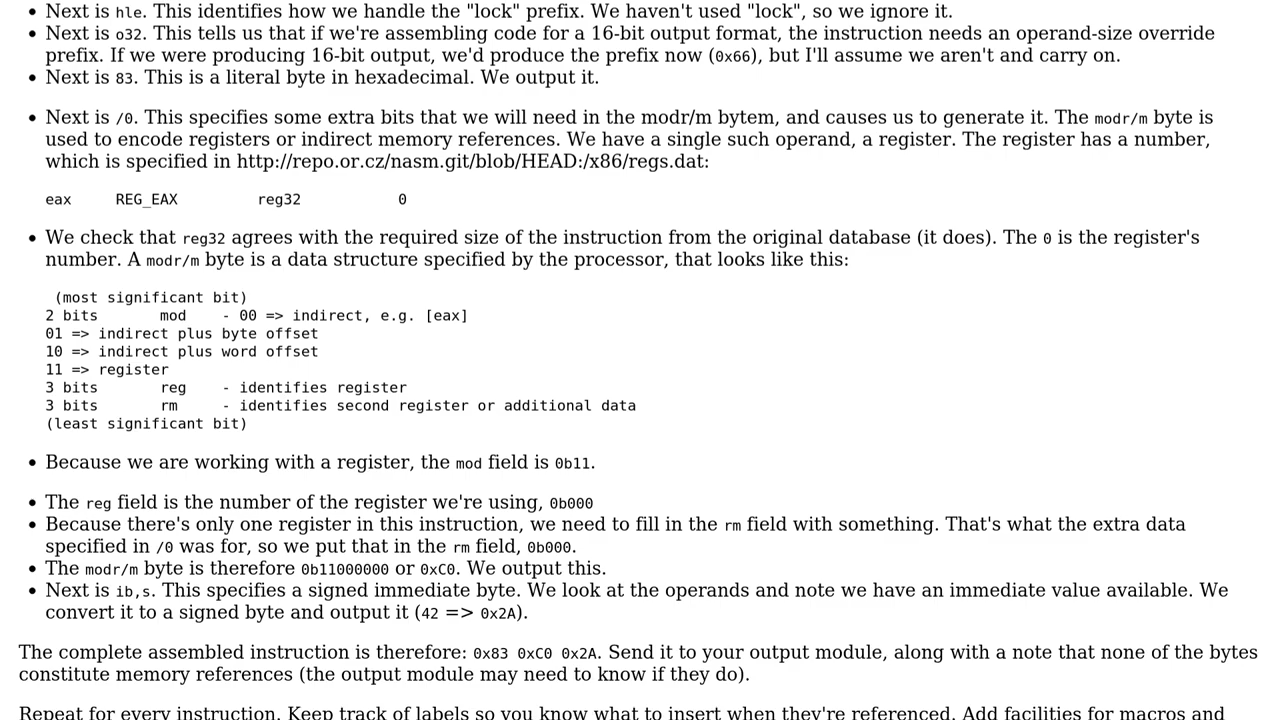 • Next is hle. This identifies how we handle the "lock" prefix. We haven't used "lock", so we ignore it.
• Next is o32. This tells us that if we're assembling code for a 16-bit output format, the instruction needs an operand-size override
prefix. If we were producing 16-bit output, we'd produce the prefix now (0x66), but I'll assume we aren't and carry on.
• Next is 83. This is a literal byte in hexadecimal. We output it.
• Next is /0. This specifies some extra bits that we will need in the modr/m bytem, and causes us to generate it. The modr/m byte is
used to encode registers or indirect memory references. We have a single such operand, a register. The register has a number,
which is specified in http://repo.or.cz/nasm.git/blob/HEAD:/x86/regs.dat:
eax     REG_EAX         reg32           0
• We check that reg32 agrees with the required size of the instruction from the original database (it does). The 0 is the register's
number. A modr/m byte is a data structure specified by the processor, that looks like this:
(most significant bit)
2 bits       mod    - 00 => indirect, e.g. [eax]
01 => indirect plus byte offset
10 => indirect plus word offset
11 => register
3 bits       reg    - identifies register
3 bits       rm     - identifies second register or additional data
(least significant bit)
• Because we are working with a register, the mod field is 0b11.
• The reg field is the number of the register we're using, 0b000
• Because there's only one register in this instruction, we need to fill in the rm field with something. That's what the extra data
specified in /0 was for, so we put that in the rm field, 0b000.
• The modr/m byte is therefore 0b11000000 or 0xC0. We output this.
• Next is ib,s. This specifies a signed immediate byte. We look at the operands and note we have an immediate value available. We
convert it to a signed byte and output it (42 => 0x2A).
The complete assembled instruction is therefore: 0x83 0xC0 0x2A. Send it to your output module, along with a note that none of the bytes
constitute memory references (the output module may need to know if they do).
Repeat for every instruction. Keep track of labels so you know what to insert when they're referenced. Add facilities for macros and